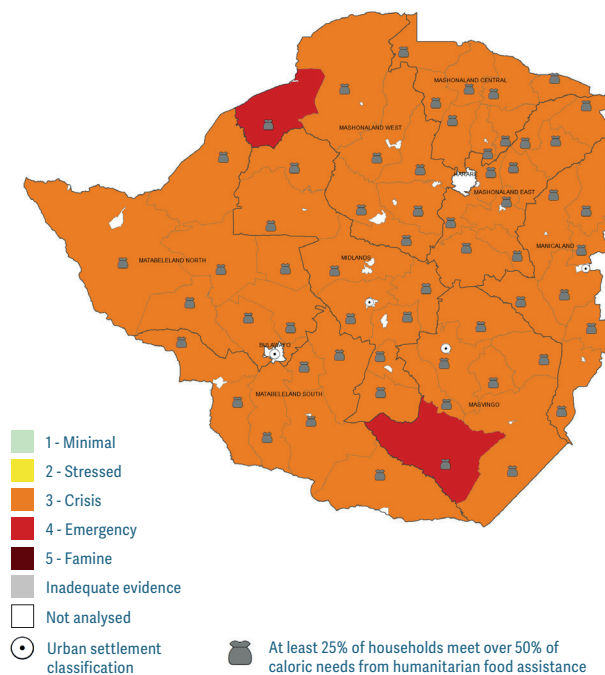 MASHONALAND CENTRAL
MASHONALAND WEST
HARARE
MASHONALAND EAST
MANICALAND
MATABELELAND NORTH
MIDLANDS
BULAWAYO
MATABELELAND SOUTH
MASVINGO
1 - Minimal
2 - Stressed
3 - Crisis
4 - Emergency
5 - Famine
Inadequate evidence
Not analysed
Urban settlement
classification
At least 25% of households meet over 50% of
caloric needs from humanitarian food assistance